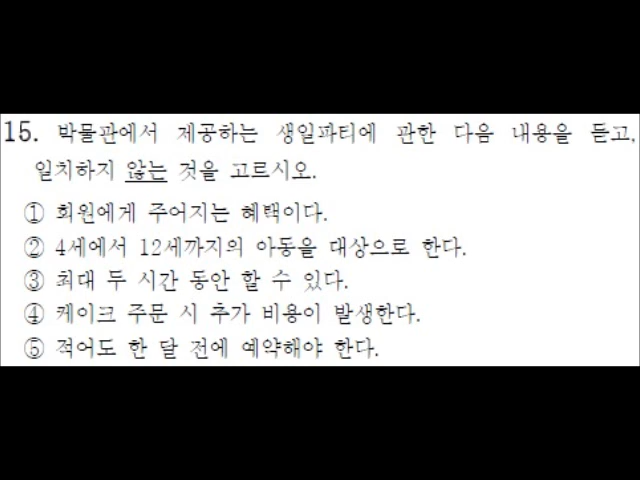 15. 박물관에서 제공하는 생일파티에 관한 다음 내용을 듣고,
일치하지 않는 것을 고르시오.
① 회원에게 주어지는 혜택이다.
② 4세에서 12세까지의 아동을 대상으로 한다.
③ 최대 두 시간 동안 할 수 있다.
④ 케이크 주문 시 추가 비용이 발생한다.
⑤ 적어도 한 달 전에 예약해야 한다.